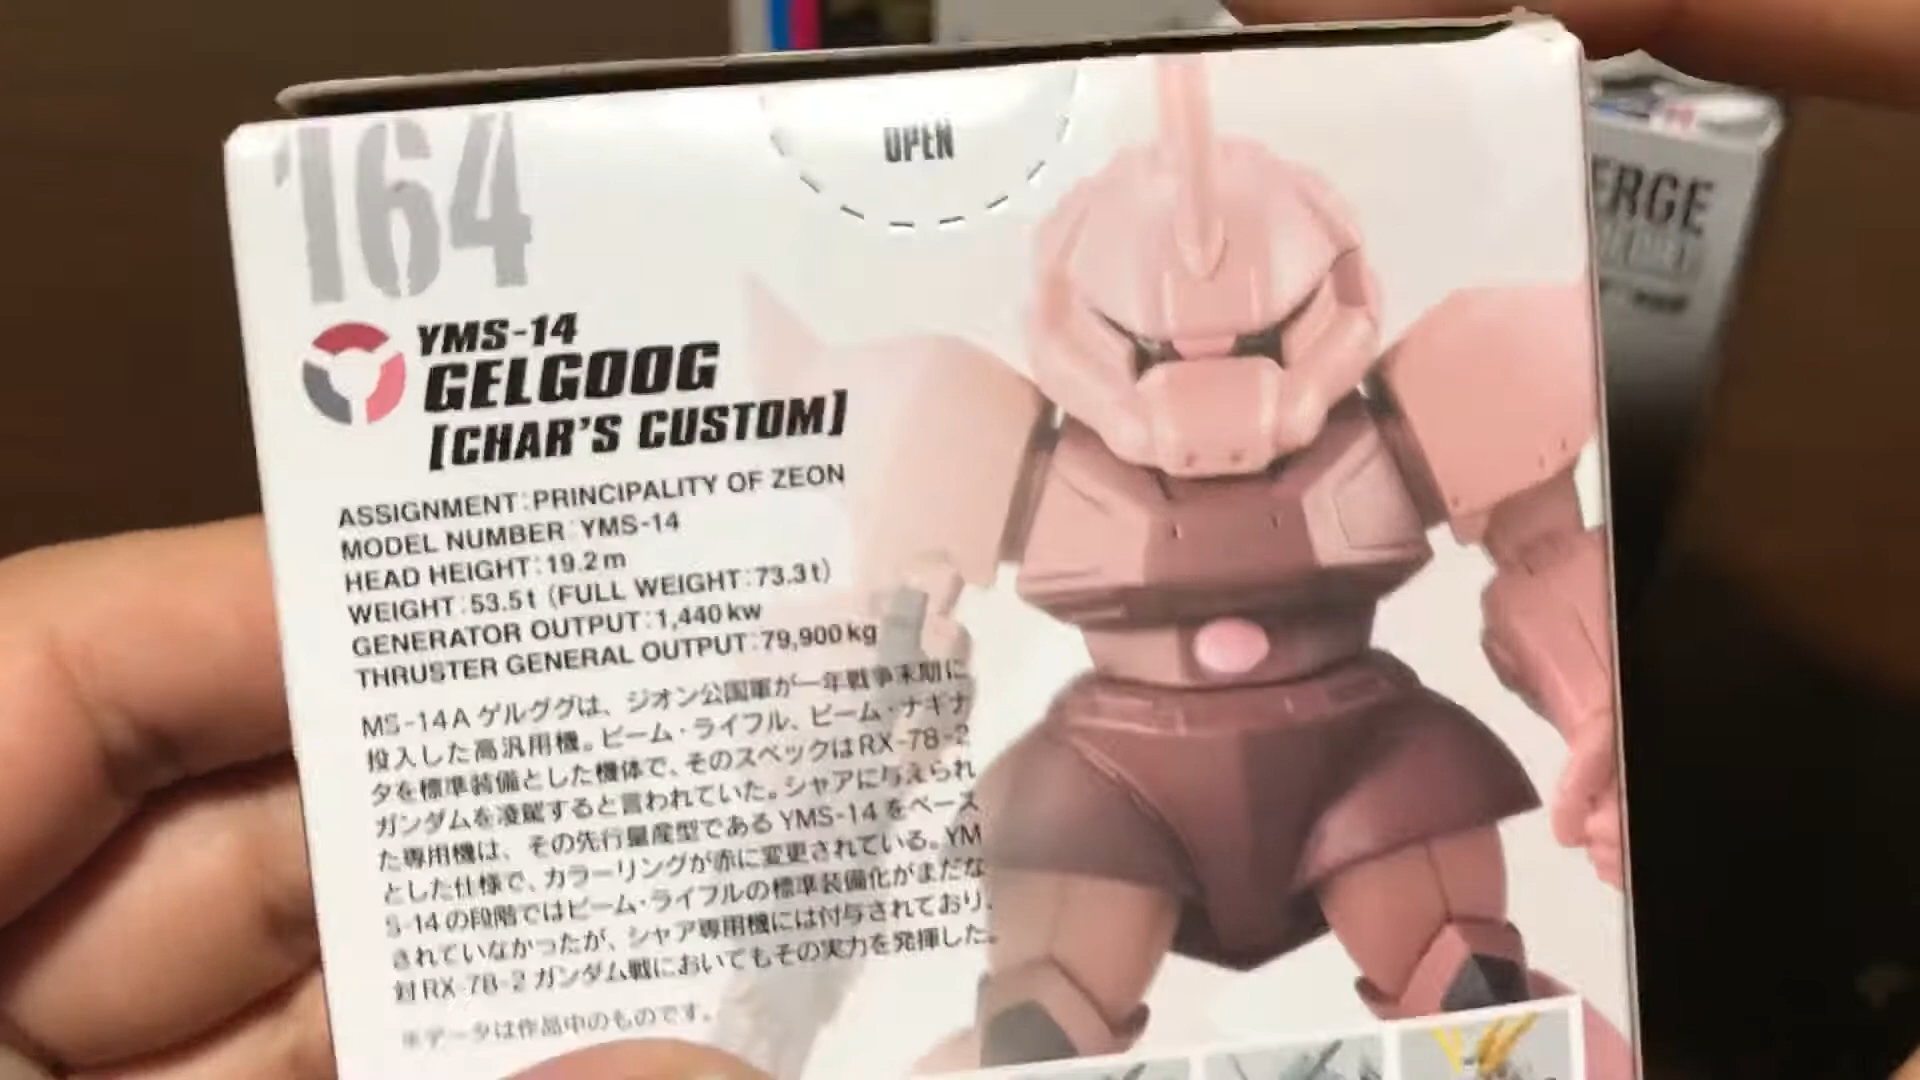 164
OPEN
YMS-14
GELGOOG
[CHAR'S CUSTOM]
ASSIGNMENT:PRINCIPALITY OF ZEON
MODEL NUMBER:YMS-14
HEAD HEIGHT:19.2m
WEIGHT:53.5t (FULL WEIGHT:73.3t)
GENERATOR OUTPUT:1,440kw
THRUSTER GENERAL OUTPUT:79,900kg
MS-14Aゲルググは、ジオン公国軍が一年戦争末期に
投入した高汎用機。ビーム・ライフル、ビーム・ナギナ
タを標準装備とした機体で、そのスペックはRX-78-2
ガンダムを凌駕すると言われていた。シャアに与えられ
た専用機は、その先行量産型であるYMS-14をベース
とした仕様で、カラーリングが赤に変更されている。YM
S-14の段階ではビーム・ライフルの標準装備化がまだな
されていなかったが、シャア専用機には付与されており、
対RX-78-2ガンダム戦においてもその実力を発揮した。
※データは作品中のものです。
ERGE